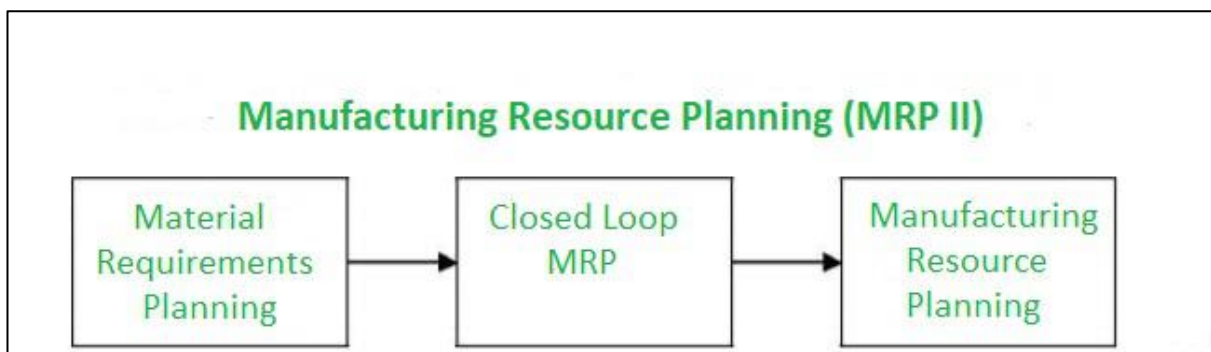 Manufacturing Resource Planning (MRP II)
Material
Requirements
Planning
Closed Loop
MRP
Manufacturing
Resource
Planning